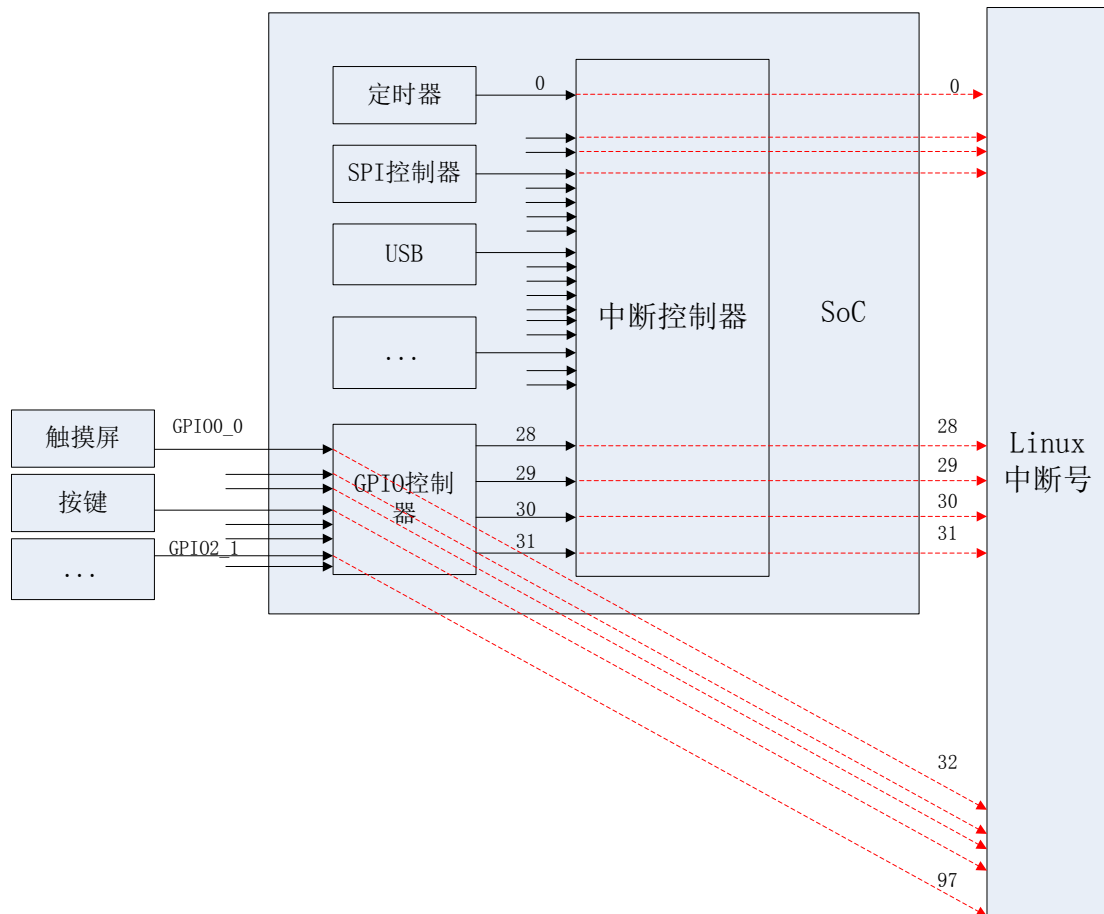 定时器
0
0
SPI控制器
USB
...
中断控制器
SoC
触摸屏
GPIO0_0
按键
GPIO2_1
...
GPIO控制
器
28
29
30
31
28
29
30
31
Linux
中断号
32
97